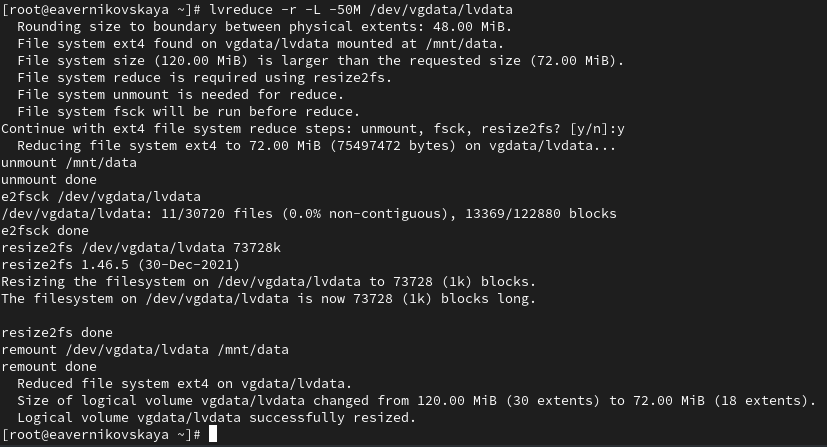 [root@eavernikovskaya ~]# lvreduce -r -L -50M /dev/vgdata/lvdata
  Rounding size to boundary between physical extents: 48.00 MiB.
  File system ext4 found on vgdata/lvdata mounted at /mnt/data.
  File system size (120.00 MiB) is larger than the requested size (72.00 MiB).
  File system reduce is required using resize2fs.
  File system unmount is needed for reduce.
  File system fsck will be run before reduce.
Continue with ext4 file system reduce steps: unmount, fsck, resize2fs? [y/n]:y
  Reducing file system ext4 to 72.00 MiB (75497472 bytes) on vgdata/lvdata...
unmount /mnt/data
unmount done
e2fsck /dev/vgdata/lvdata
/dev/vgdata/lvdata: 11/30720 files (0.0% non-contiguous), 13369/122880 blocks
e2fsck done
resize2fs /dev/vgdata/lvdata 73728k
resize2fs 1.46.5 (30-Dec-2021)
Resizing the filesystem on /dev/vgdata/lvdata to 73728 (1k) blocks.
The filesystem on /dev/vgdata/lvdata is now 73728 (1k) blocks long.

resize2fs done
remount /dev/vgdata/lvdata /mnt/data
remount done
  Reduced file system ext4 on vgdata/lvdata.
  Size of logical volume vgdata/lvdata changed from 120.00 MiB (30 extents) to 72.00 MiB (18 extents).
  Logical volume vgdata/lvdata successfully resized.
[root@eavernikovskaya ~]#